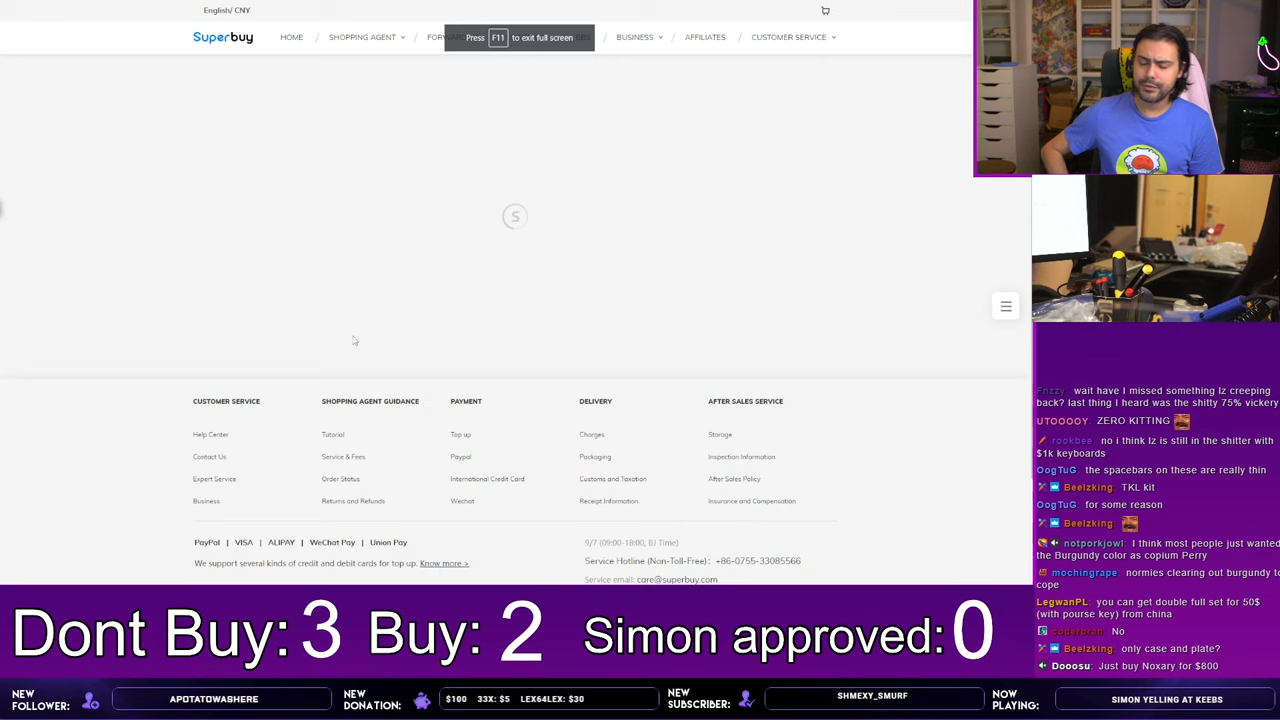 English/ CNY
Superbuy
HOME / SHOPPING AGENT / FORW
Press F11 to exit full screen
BUSINESS / AFFILIATES / CUSTOMER SERVICE
S
CUSTOMER SERVICE
Help Center
Contact Us
Expert Service
Business
SHOPPING AGENT GUIDANCE
Tutorial
Service & Fees
Order Status
Returns and Refunds
PAYMENT
Top up
Paypal
International Credit Card
Wechat
DELIVERY
Charges
Packaging
Customs and Taxation
Receipt Information
AFTER SALES SERVICE
Storage
Inspection Information
After Sales Policy
Insurance and Compensation
PayPal | VISA | ALIPAY | WeChat Pay | Union Pay
We support several kinds of credit and debit cards for top up. Know more >
9/7 (09:00-18:00, BJ Time)
Service Hotline (Non-Toll-Free): +86-0755-33085566
Service email: care@superbuy.com
Fnzzy wait have I missed something lz creeping
back? last thing I heard was the shitty 75% vickery
UTOOOOY: ZERO KITTING
rookbee: no i think lz is still in the shitter with
$1k keyboards
OogTuG: the spacebars on these are really thin
Beelzking: TKL kit
OogTuG: for some reason
Beelzking:
notporkjowl: I think most people just wanted
the Burgundy color as copium Perry
mochingrape: normies clearing out burgundy to
cope
LegwanPL: you can get double full set for 50$
(with pourse key) from china
No
Beelzking: only case and plate?
Dooosu: Just buy Noxary for $800
Dont Buy: 3 Buy: 2 Simon approved: 0
NEW
FOLLOWER:
APOTATOWASHERE
NEW
DONATION:
$100 33X: $5 LEX64LEX: $30
NEW
SUBSCRIBER:
SHMEXY_SMURF
NOW
PLAYING:
SIMON YELLING AT KEEBS